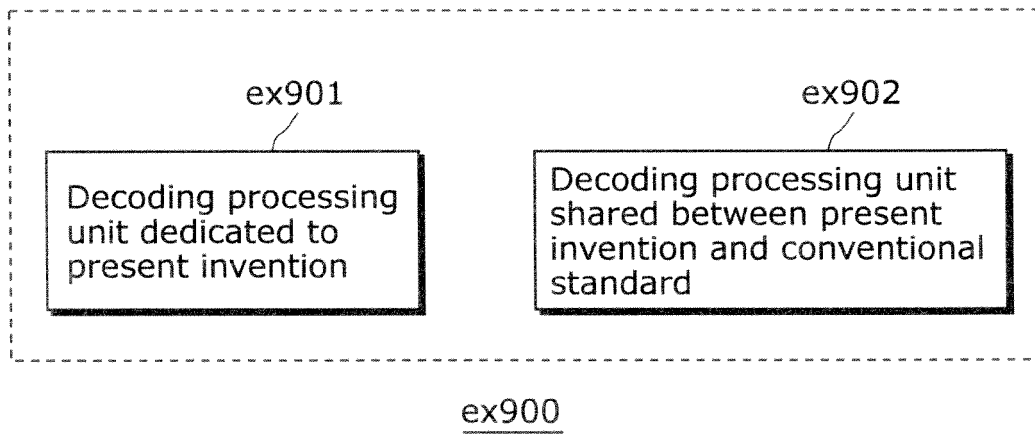 ex901
ex902
Decoding processing
unit dedicated to
present invention
Decoding processing unit
shared between present
invention and conventional
standard
ex900